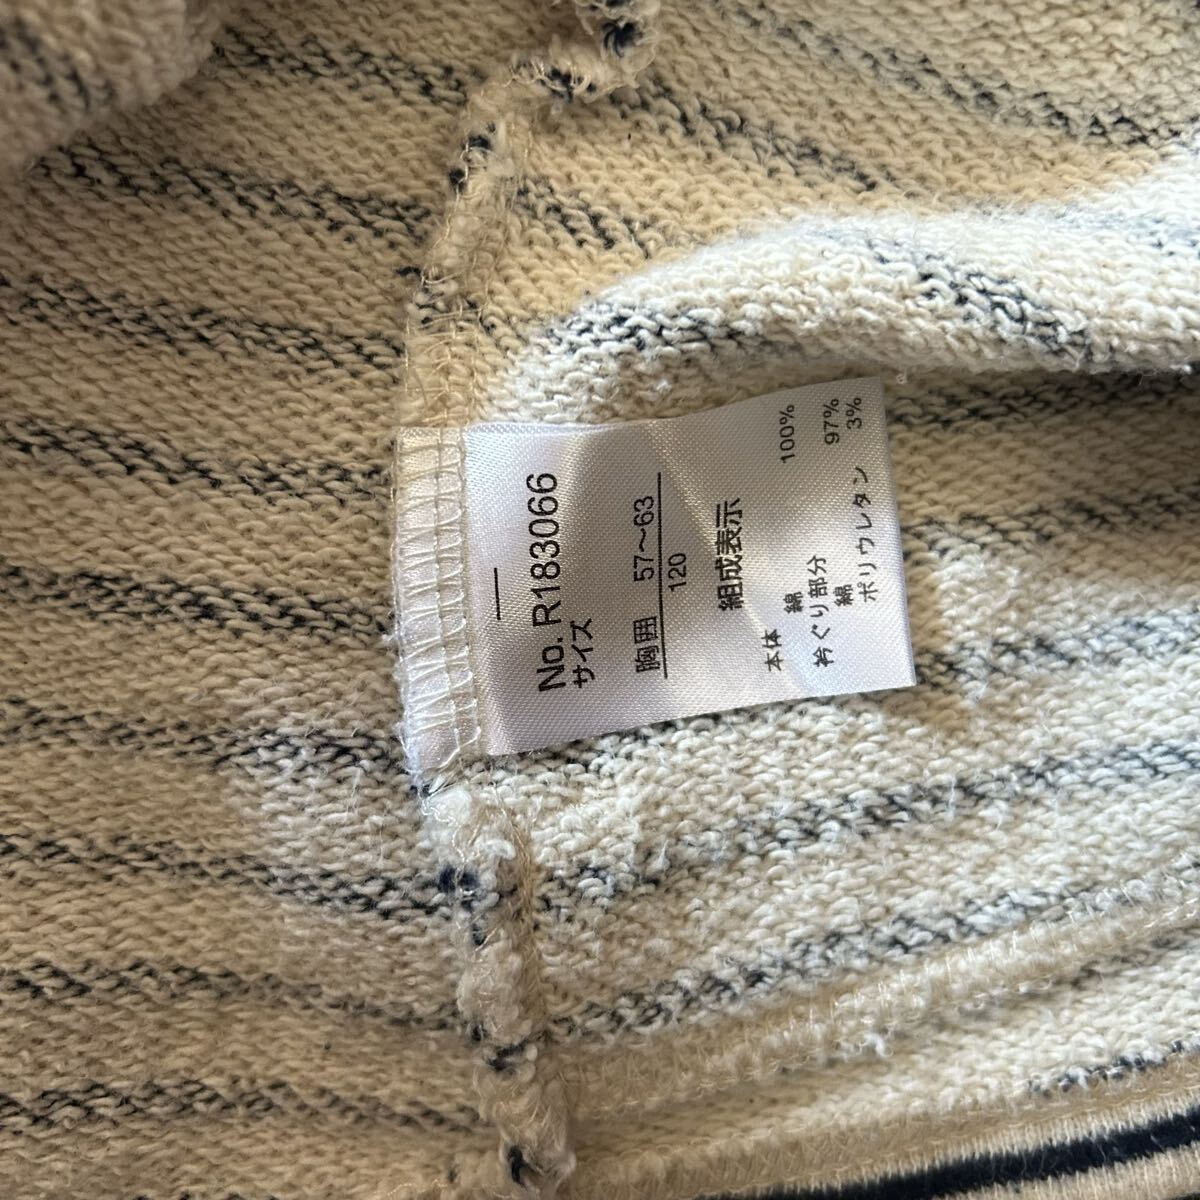 No. R183066
サイズ
胸囲 57～63
120
組成表示
本体
綿 100%
衿ぐり部分
綿 97%
ポリウレタン 3%